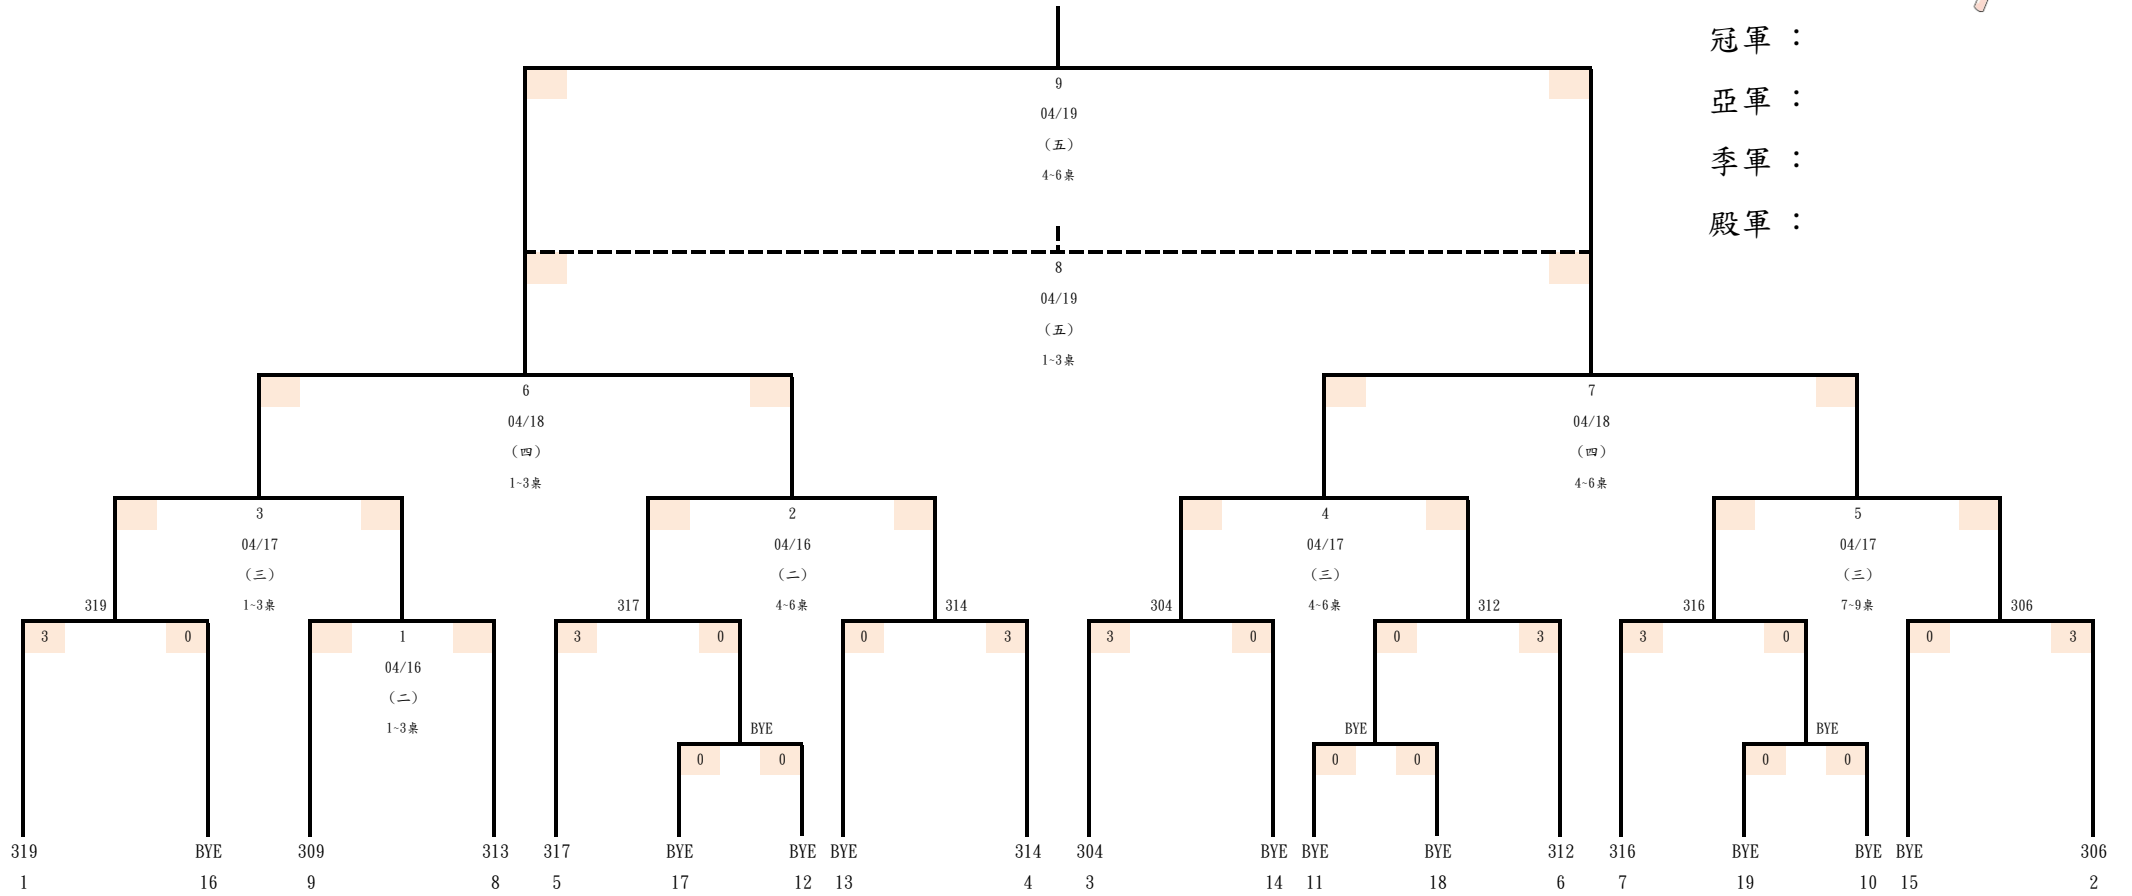 冠軍：
亞軍：
季軍：
殿軍：
9
04/19
（五）
4~6桌
8
04/19
（五）
1~3桌
6
04/18
（四）
1~3桌
7
04/18
（四）
4~6桌
3
04/17
（三）
1~3桌
2
04/16
（二）
4~6桌
4
04/17
（三）
4~6桌
5
04/17
（三）
7~9桌
319 317 314 304 312 316 306
3 0 1 3 0 0 3 3 0 0 3 3 0 0 3
04/16
（二）
1~3桌
BYE BYE BYE
0 0 0 0 0 0
319 BYE 309 313 317 BYE BYE BYE 314 304 BYE BYE BYE 312 316 BYE BYE BYE 306
1 16 9 8 5 17 12 13 4 3 14 11 18 6 7 19 10 15 2